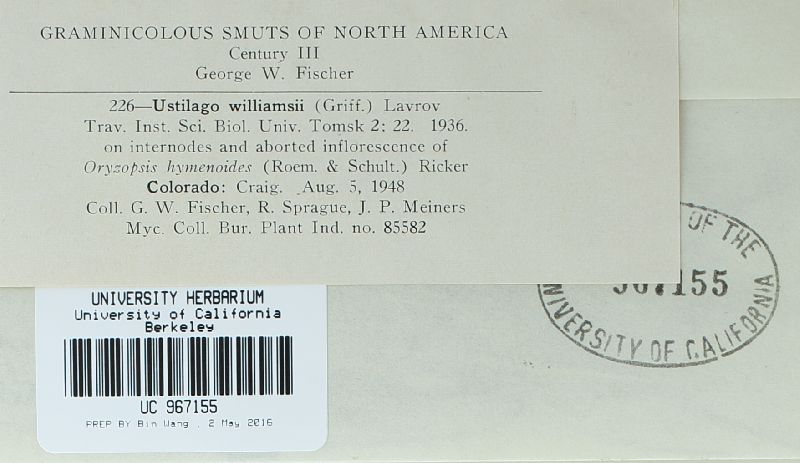 GRAMINICOLOUS SMUTS OF NORTH AMERICA
Century III
George W. Fischer
226—Ustilago williamsii (Griff.) Lavrov
Trav. Inst. Sci. Biol. Univ. Tomsk 2: 22. 1936.
on internodes and aborted inflorescence of
Oryzopsis hymenoides (Roem. & Schult.) Ricker
Colorado: Craig. Aug. 5, 1948
Coll. G. W. Fischer, R. Sprague, J. P. Meiners
Myc. Coll. Bur. Plant Ind. no. 85582
OF THE
967155
UNIVERSITY OF CALIFORNIA
UNIVERSITY HERBARIUM
University of California
Berkeley
UC 967155
PREP BY Bin Wang , 2 May 2016